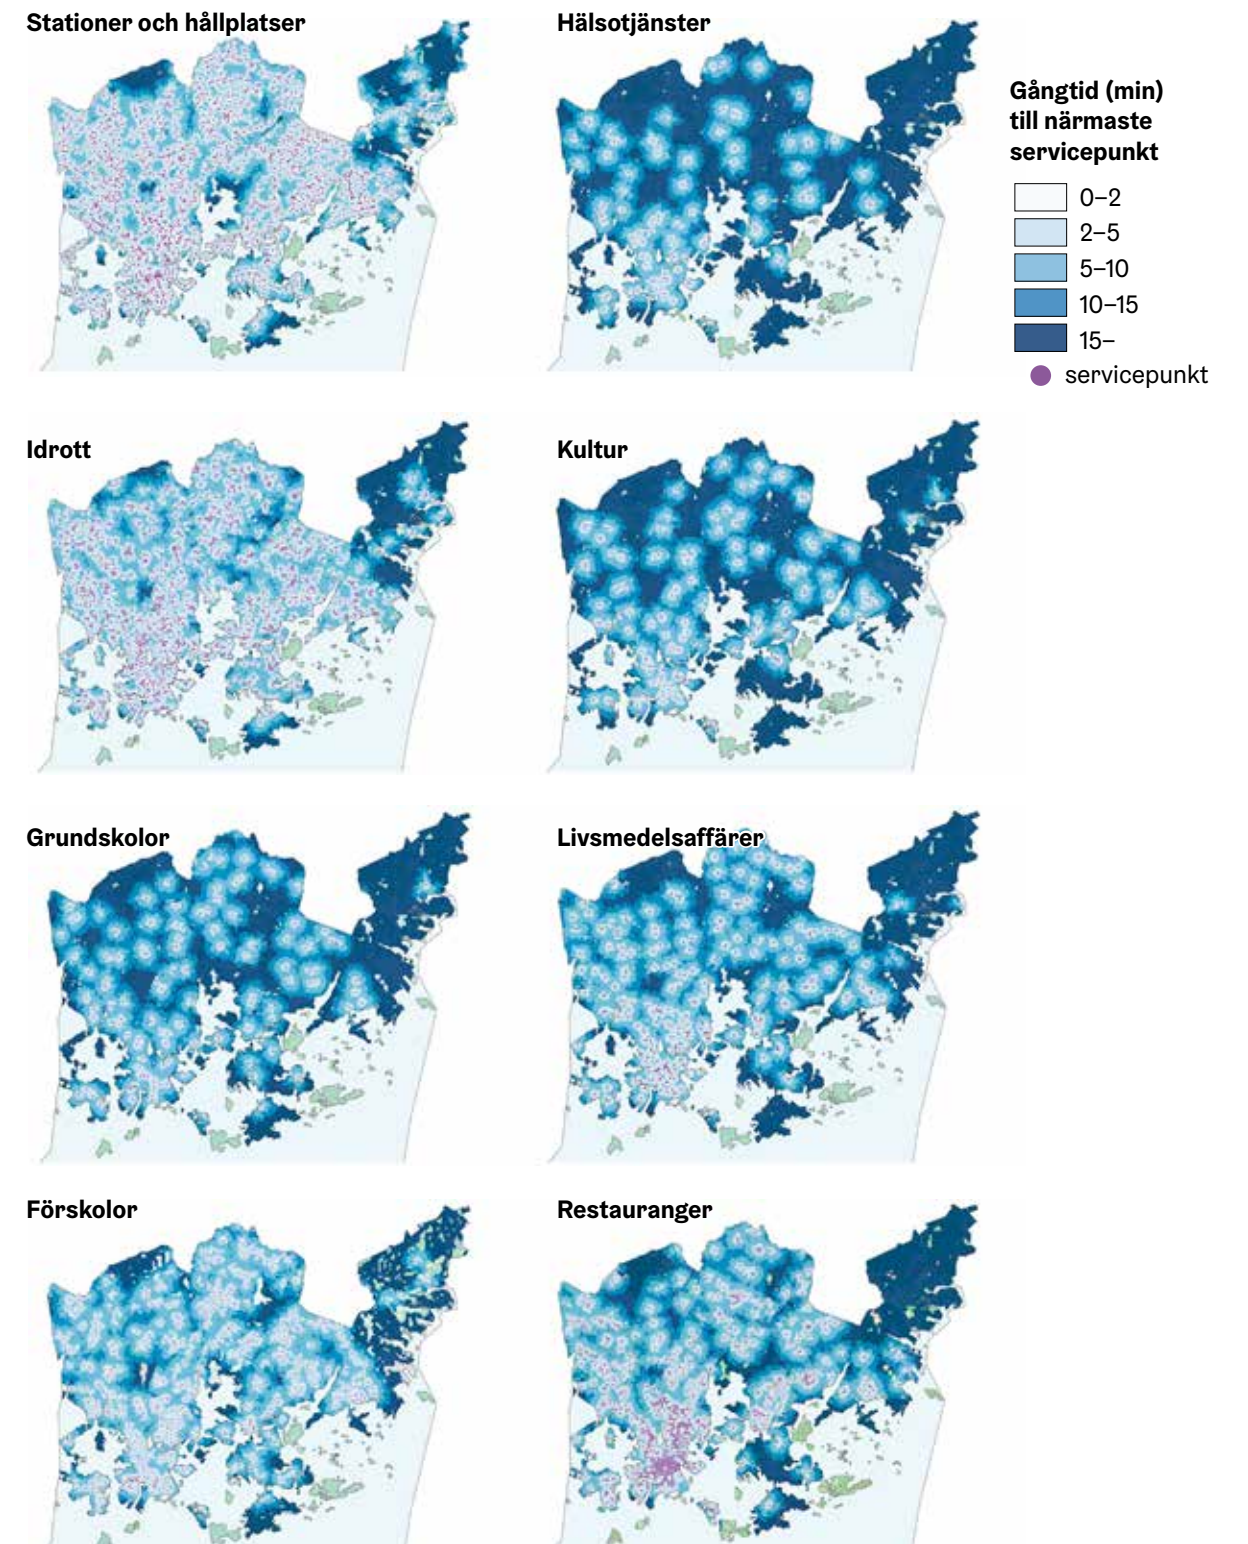 Stationer och hållplatser
Hälsotjänster
Gångtid (min)
till närmaste
servicepunkt
0–2
2–5
5–10
10–15
15–
servicepunkt
Idrott
Kultur
Grundskolor
Livsmedelsaffärer
Förskolor
Restauranger